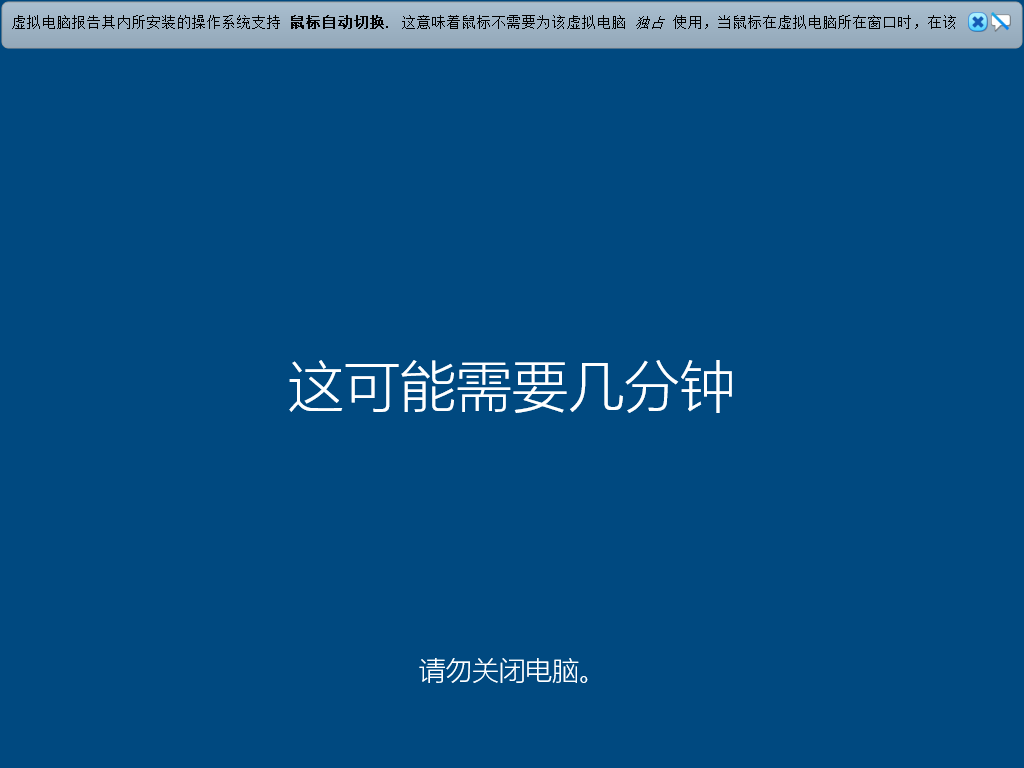 虚拟电脑报告其内所安装的操作系统支持 鼠标自动切换. 这意味着鼠标不需要为该虚拟电脑 独占 使用，当鼠标在虚拟电脑所在窗口时，在该
这可能需要几分钟
请勿关闭电脑。